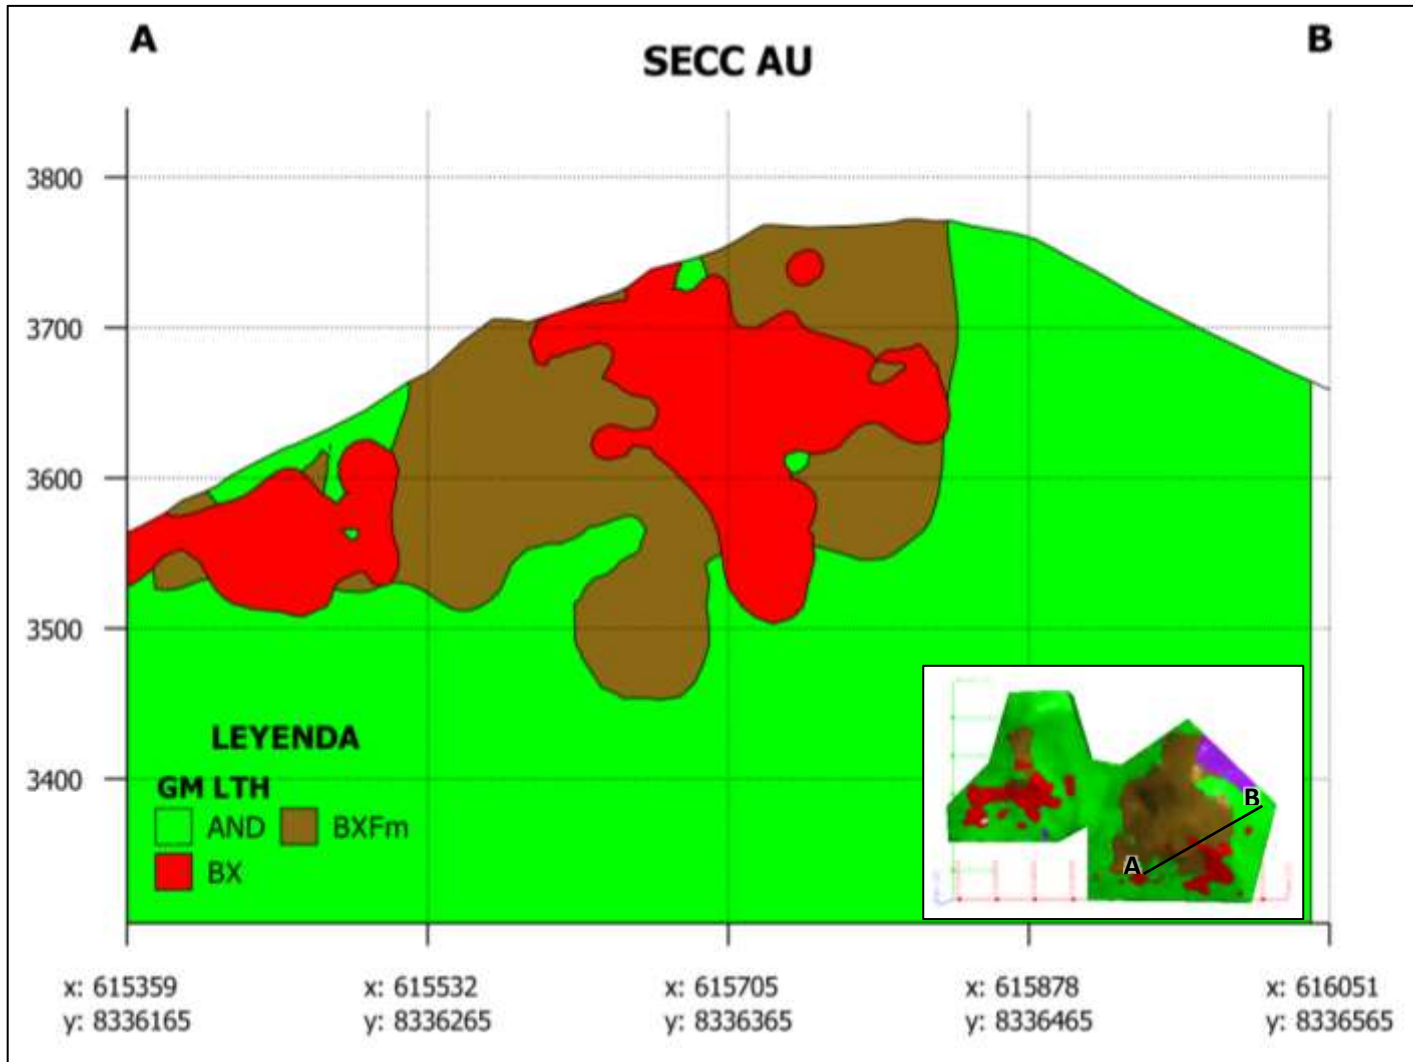 A B
SECC AU
3800
3700
3600
3500
3400
LEYENDA
GM LTH
AND BXFm
BX
B
A
x: 615359 x: 615532 x: 615705 x: 615878 x: 616051
y: 8336165 y: 8336265 y: 8336365 y: 8336465 y: 8336565